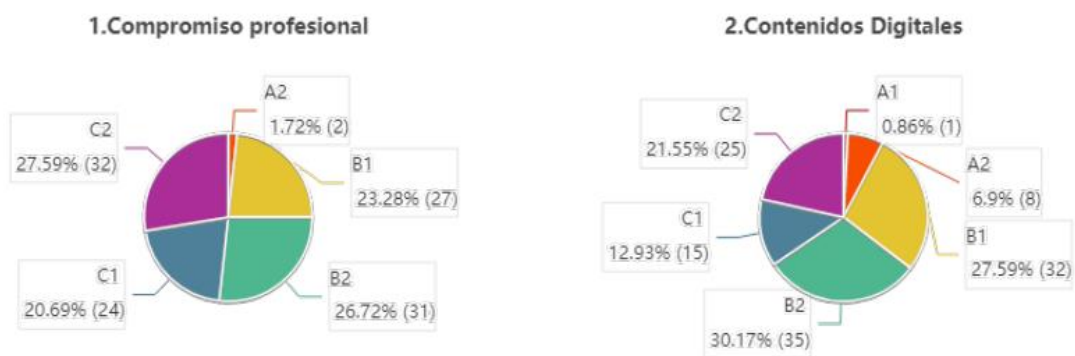 1.Compromiso profesional
A2
1.72% (2)
B1
23.28% (27)
B2
26.72% (31)
C1
20.69% (24)
C2
27.59% (32)
2.Contenidos Digitales
A1
0.86% (1)
A2
6.9% (8)
B1
27.59% (32)
B2
30.17% (35)
C1
12.93% (15)
C2
21.55% (25)